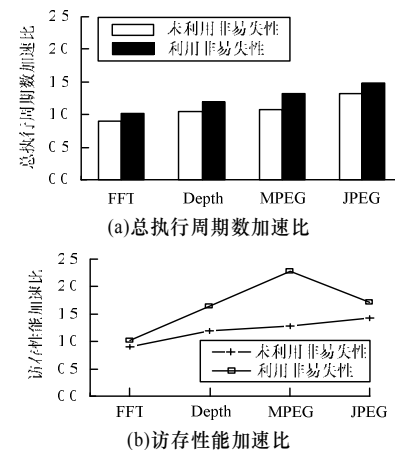 总执行周期数加速比
2 5
2 0
1 5
1 0
0 5
0 0
未利用非易失性
利用非易失性
FFT Depth MPEG JPEG
(a)总执行周期数加速比
访存性能加速比
2 5
2 0
1 5
1 0
0 5
0 0
未利用非易失性
利用非易失性
FFT Depth MPEG JPEG
(b)访存性能加速比